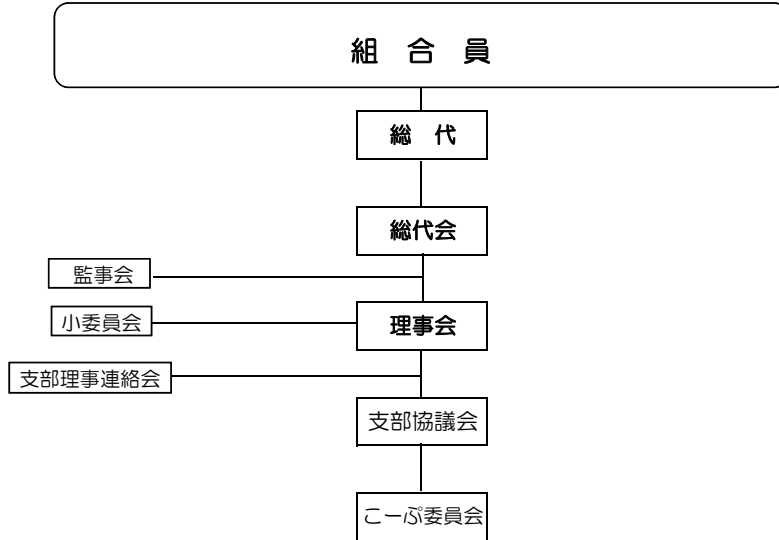 組 合 員
総 代
総代会
監事会
小委員会
理事会
支部理事連絡会
支部協議会
こーぷ委員会